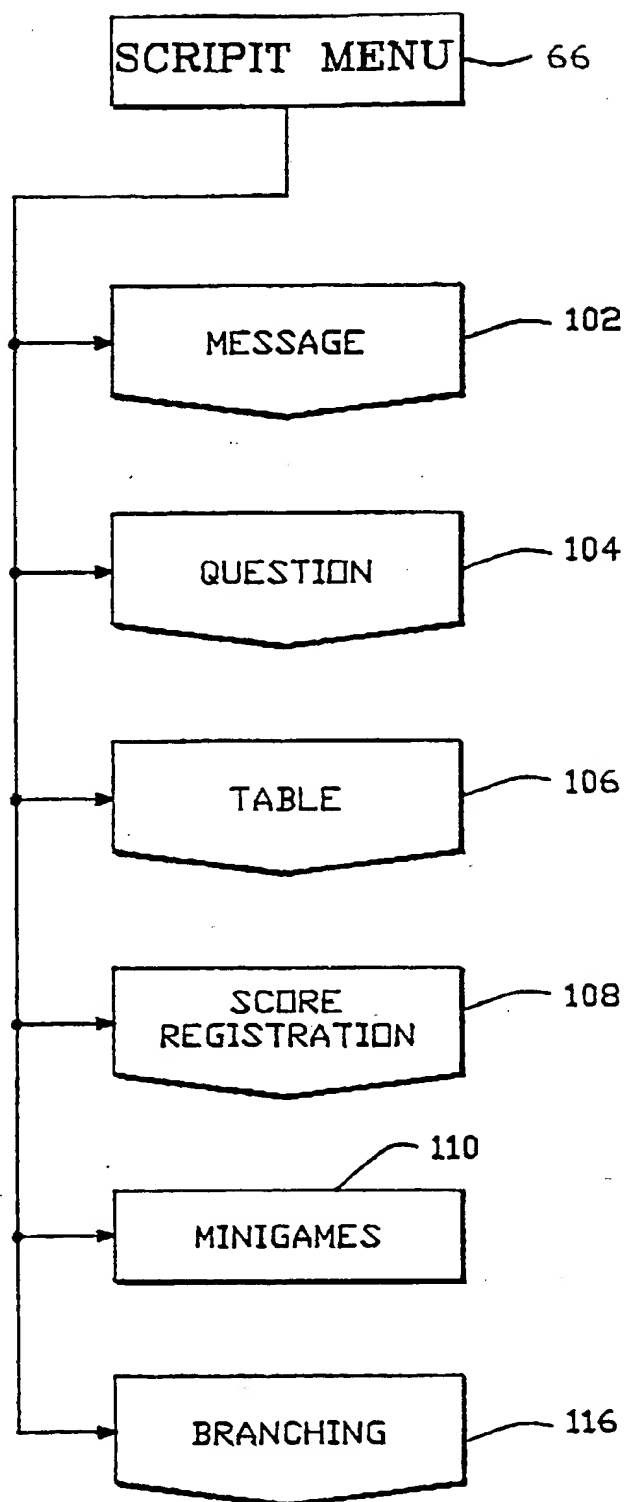 SCRIPIT MENU 66
MESSAGE 102
QUESTION 104
TABLE 106
SCORE 108
REGISTRATION
110
MINIGAMES
BRANCHING 116